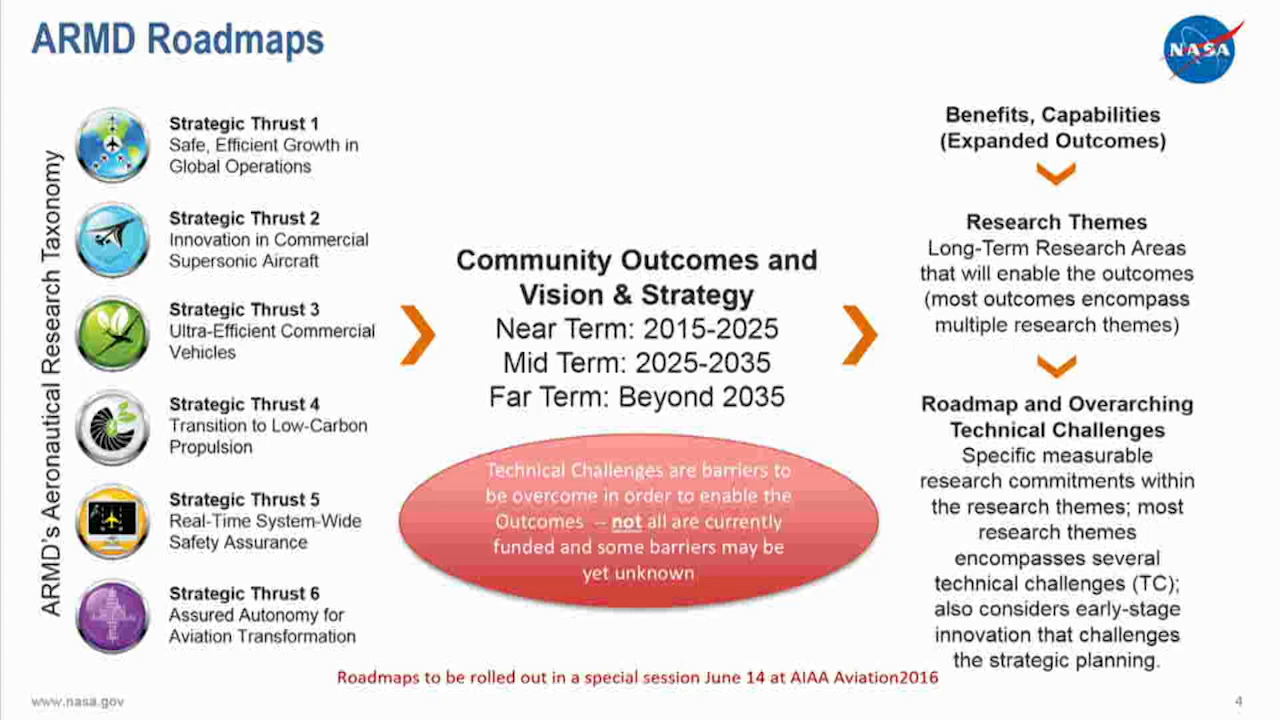 ARMD Roadmaps
NASA
ARMD's Aeronautical Research Taxonomy
Strategic Thrust 1
Safe, Efficient Growth in
Global Operations
Strategic Thrust 2
Innovation in Commercial
Supersonic Aircraft
Strategic Thrust 3
Ultra-Efficient Commercial
Vehicles
Strategic Thrust 4
Transition to Low-Carbon
Propulsion
Strategic Thrust 5
Real-Time System-Wide
Safety Assurance
Strategic Thrust 6
Assured Autonomy for
Aviation Transformation
Community Outcomes and
Vision & Strategy
Near Term: 2015-2025
Mid Term: 2025-2035
Far Term: Beyond 2035
Technical Challenges are barriers to
be overcome in order to enable the
Outcomes – not all are currently
funded and some barriers may be
yet unknown
Benefits, Capabilities
(Expanded Outcomes)
Research Themes
Long-Term Research Areas
that will enable the outcomes
(most outcomes encompass
multiple research themes)
Roadmap and Overarching
Technical Challenges
Specific measurable
research commitments within
the research themes; most
research themes
encompasses several
technical challenges (TC);
also considers early-stage
innovation that challenges
the strategic planning.
Roadmaps to be rolled out in a special session June 14 at AIAA Aviation2016
www.nasa.gov
4